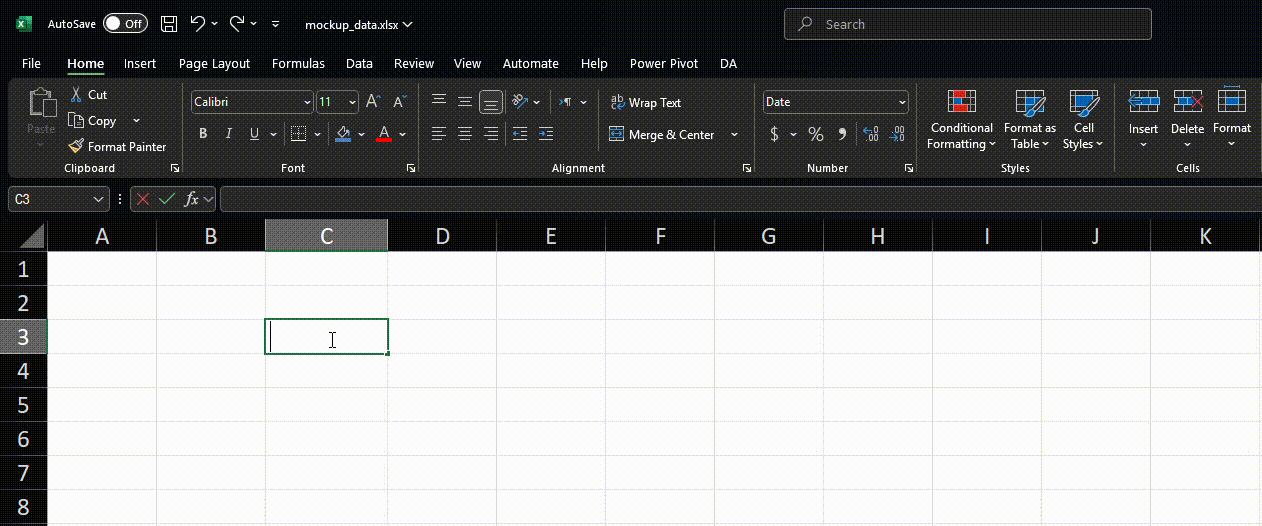 AutoSave Off mockup_data.xlsx Search
File Home Insert Page Layout Formulas Data Review View Automate Help Power Pivot DA
Paste
Cut
Copy
Format Painter
Clipboard
Calibri 11
B I U A
Font
Wrap Text
Merge & Center
Alignment
Date
$ % 9
Number
Conditional Formatting
Format as Table
Cell Styles
Styles
Insert
Delete
Format
Cells
C3 fx
A B C D E F G H I J K
1
2
3
4
5
6
7
8